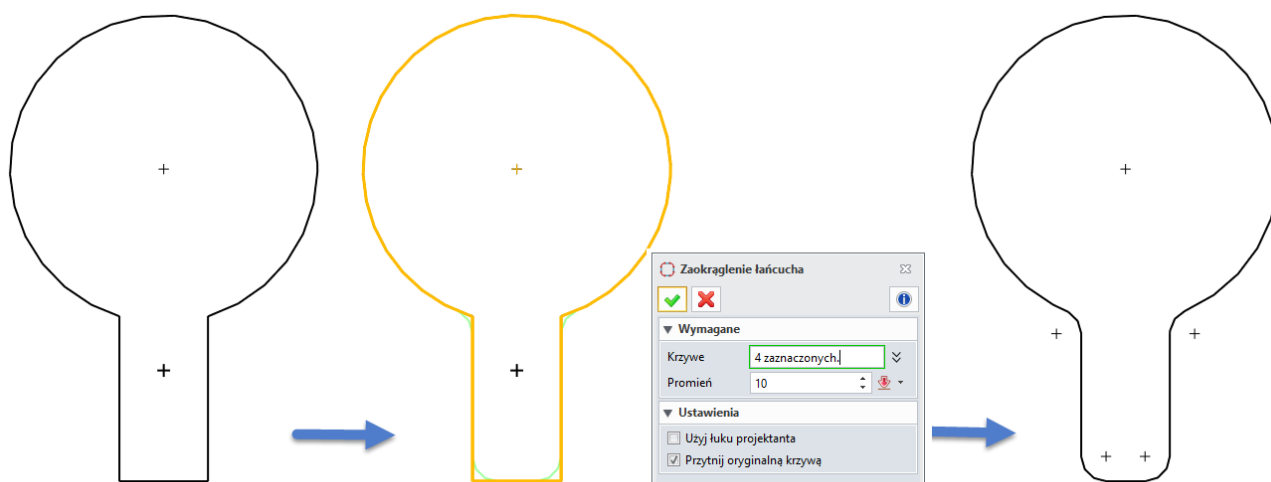 Zaokrąglenie łańcucha
Wymagane
Krzywe 4 zaznaczonych.
Promień 10
Ustawienia
Użyj łuku projektanta
Przytnij oryginalną krzywą